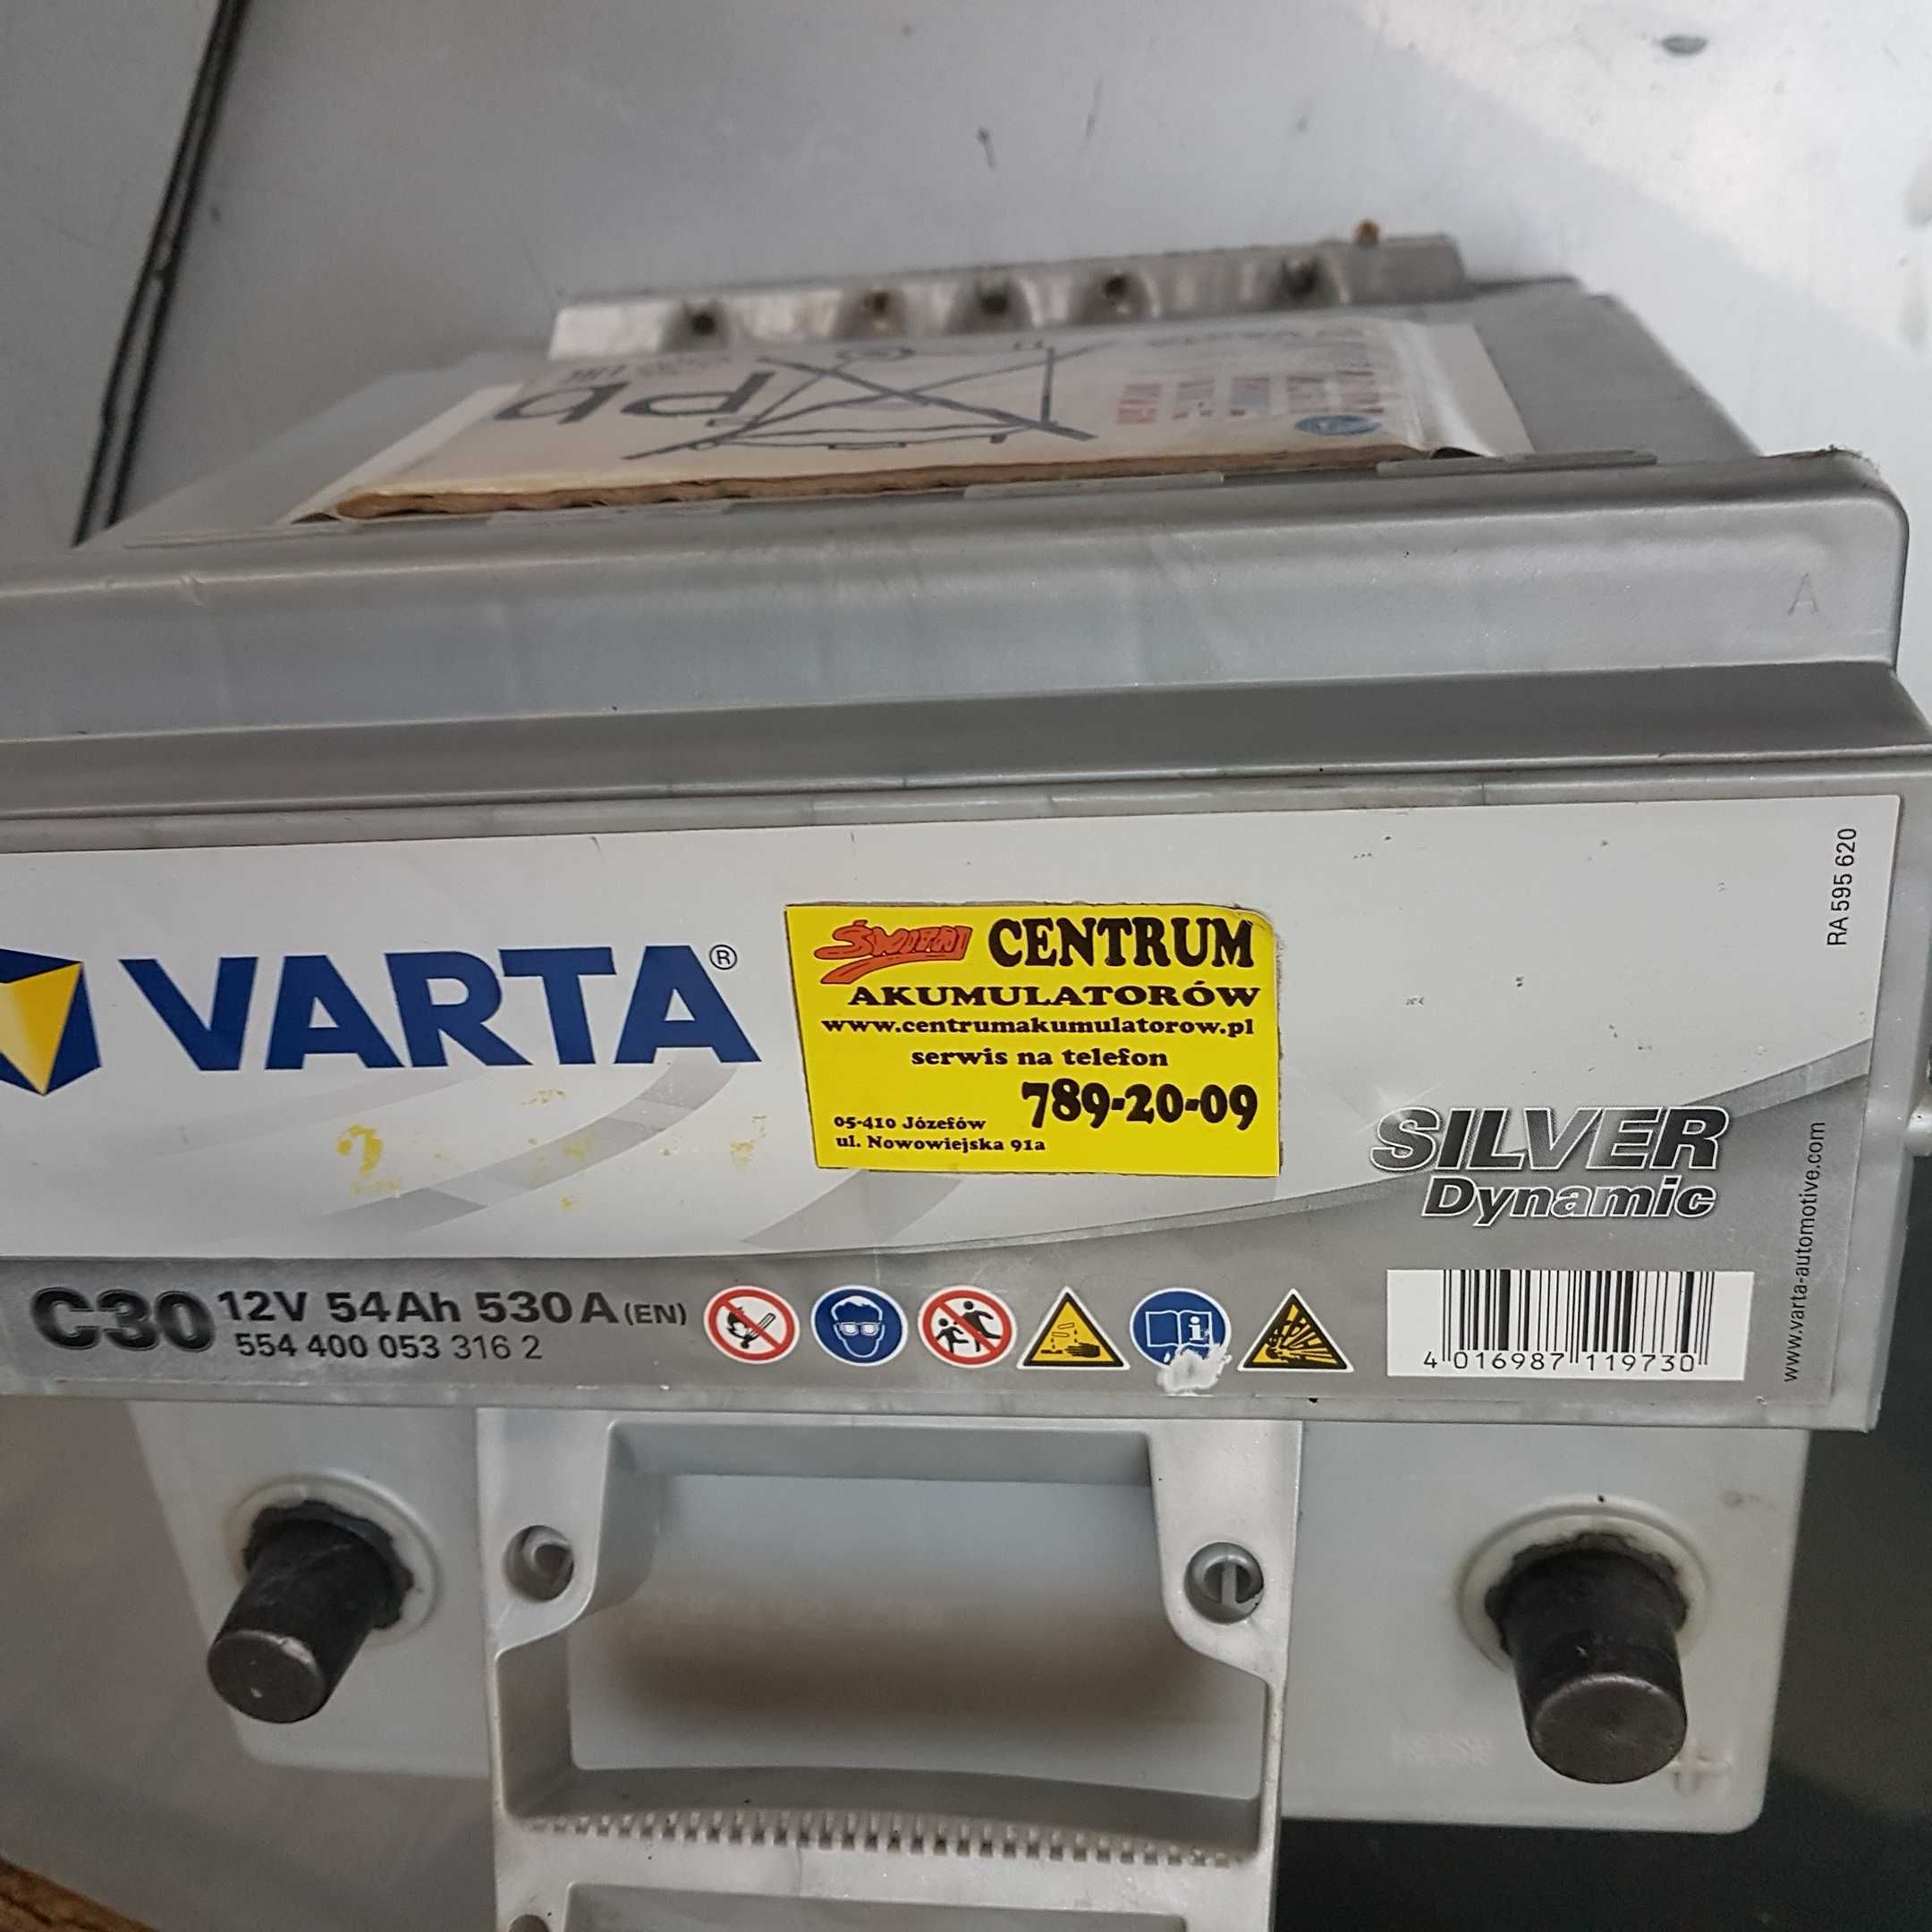 Pb
A
RA 595 620
VARTA®
CENTRUM
AKUMULATORÓW
www.centrumakumulatorow.pl
serwis na telefon
789-20-09
05-410 Józefów
ul. Nowowiejska 91a
SILVER
Dynamic
www.varta-automotive.com
C30 12V 54Ah 530A (EN)
554 400 053 316 2
4 016987 119730
+